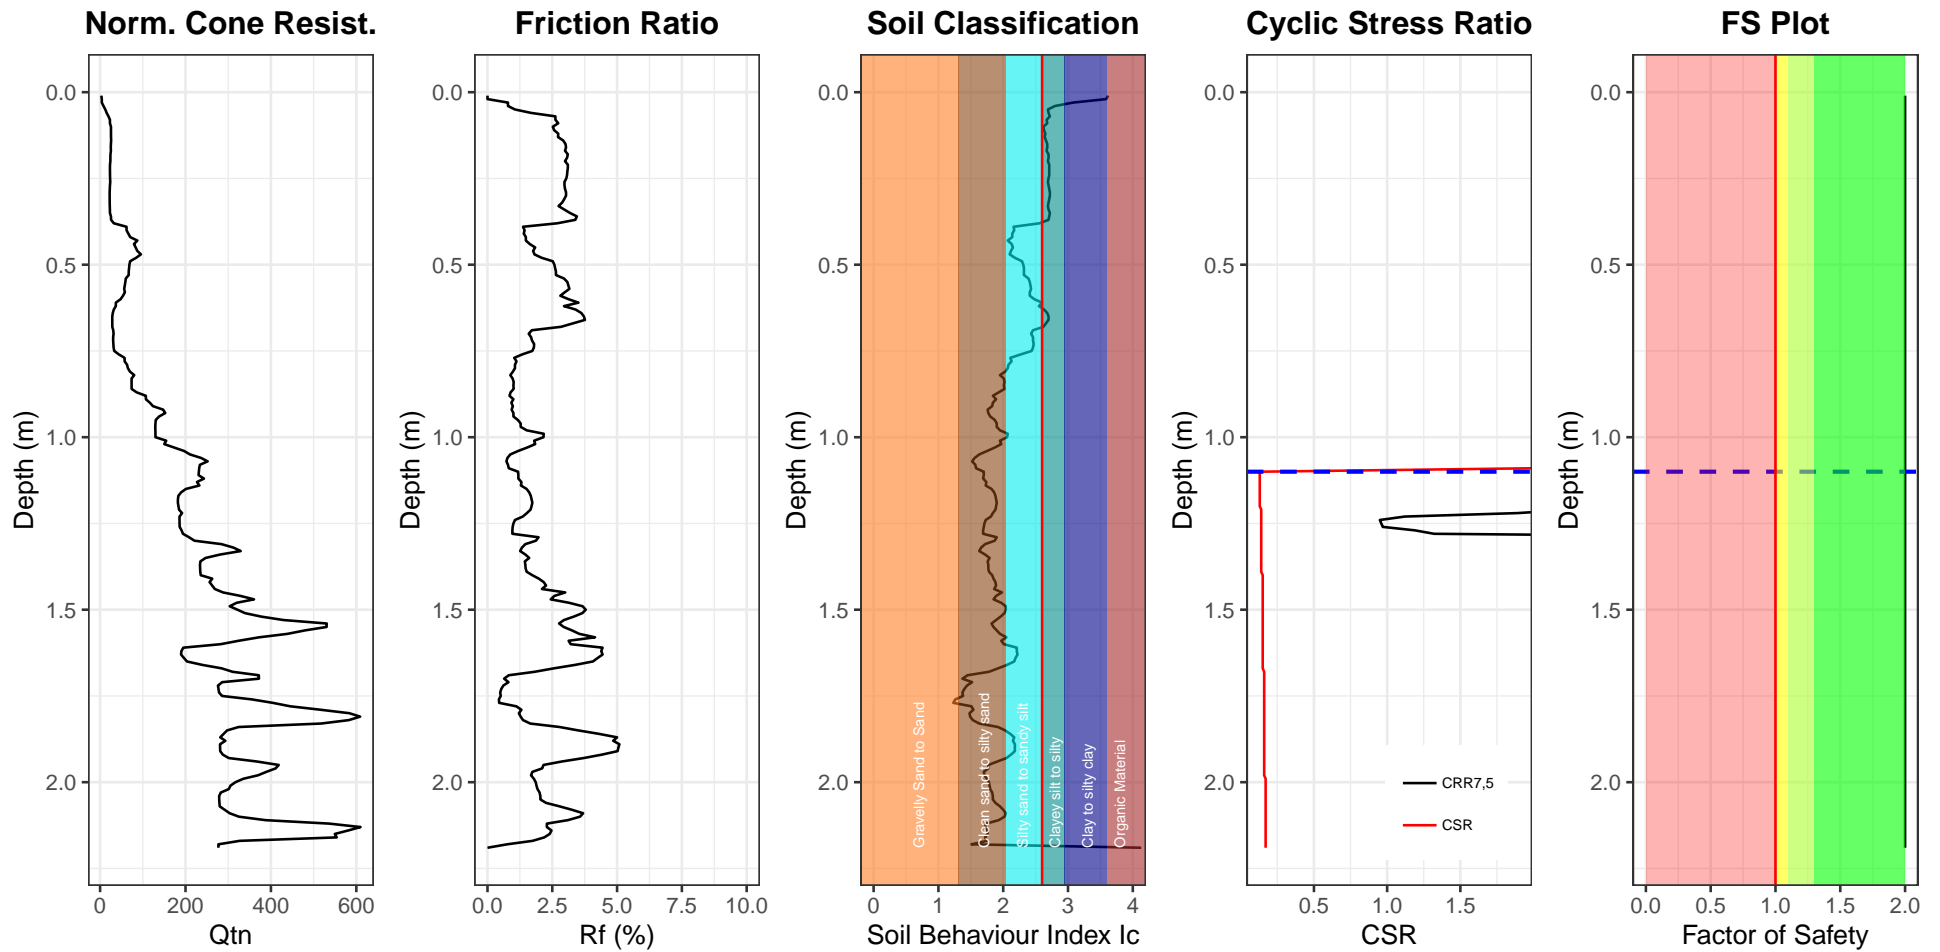 Norm. Cone Resist.
Friction Ratio
Soil Classification
Cyclic Stress Ratio
FS Plot
Depth (m)
0.0
0.5
1.0
1.5
2.0
0 200 400 600
Qtn
Depth (m)
0.0
0.5
1.0
1.5
2.0
0.0 2.5 5.0 7.5 10.0
Rf (%)
Depth (m)
0.0
0.5
1.0
1.5
2.0
Gravelly Sand to Sand
Clean sand to silty sand
Silty sand to sandy silt
Clayey silt to silty
Clay to silty clay
Organic Material
0 1 2 3 4
Soil Behaviour Index Ic
Depth (m)
0.0
0.5
1.0
1.5
2.0
CRR7,5
CSR
0.5 1.0 1.5
CSR
Depth (m)
0.0
0.5
1.0
1.5
2.0
0.0 0.5 1.0 1.5 2.0
Factor of Safety